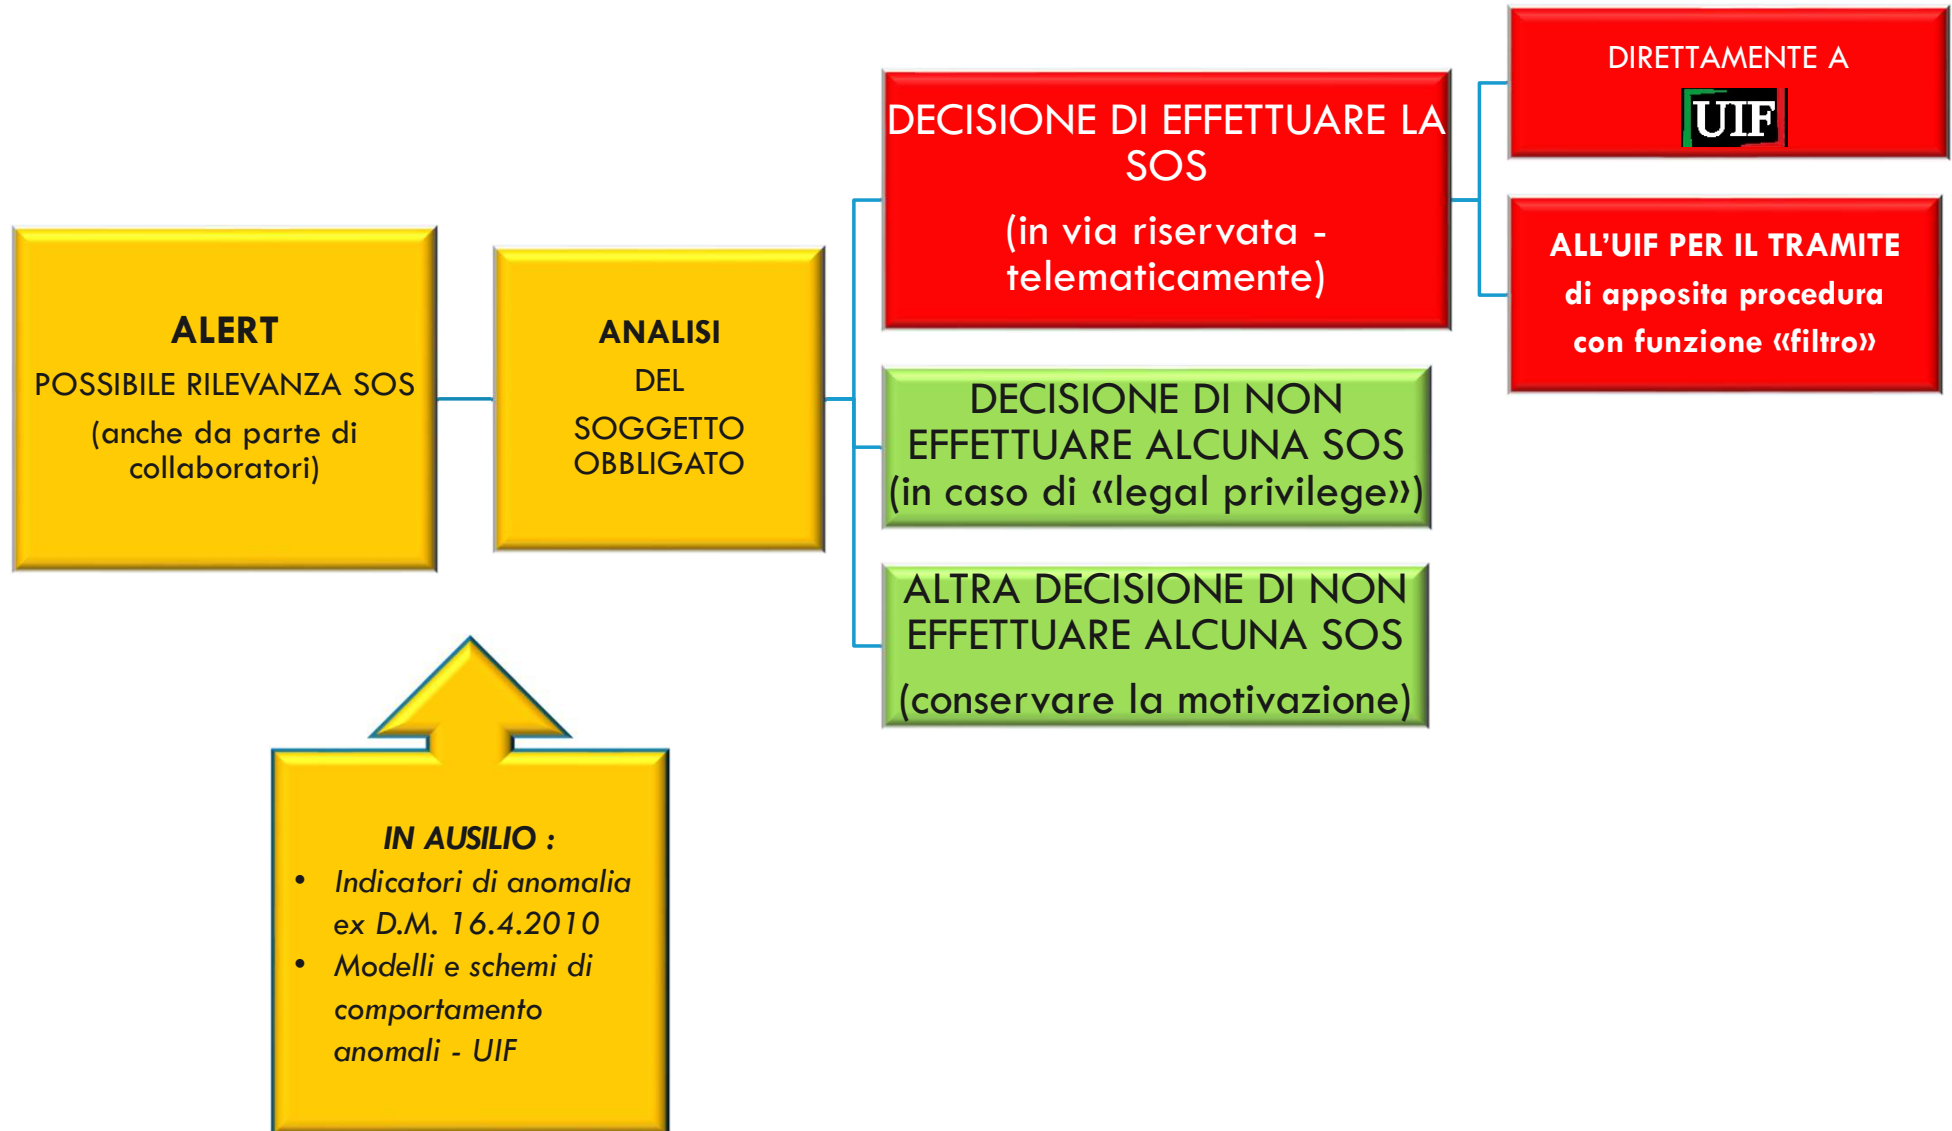 ALERT
POSSIBILE RILEVANZA SOS
(anche da parte di
collaboratori)
ANALISI
DEL
SOGGETTO
OBBLIGATO
DECISIONE DI EFFETTUARE LA
SOS
(in via riservata -
telematicamente)
DIRETTAMENTE A
UIF
ALL’UIF PER IL TRAMITE
di apposita procedura
con funzione «filtro»
DECISIONE DI NON
EFFETTUARE ALCUNA SOS
(in caso di «legal privilege»)
ALTRA DECISIONE DI NON
EFFETTUARE ALCUNA SOS
(conservare la motivazione)
IN AUSILIO :
• Indicatori di anomalia
ex D.M. 16.4.2010
• Modelli e schemi di
comportamento
anomali - UIF